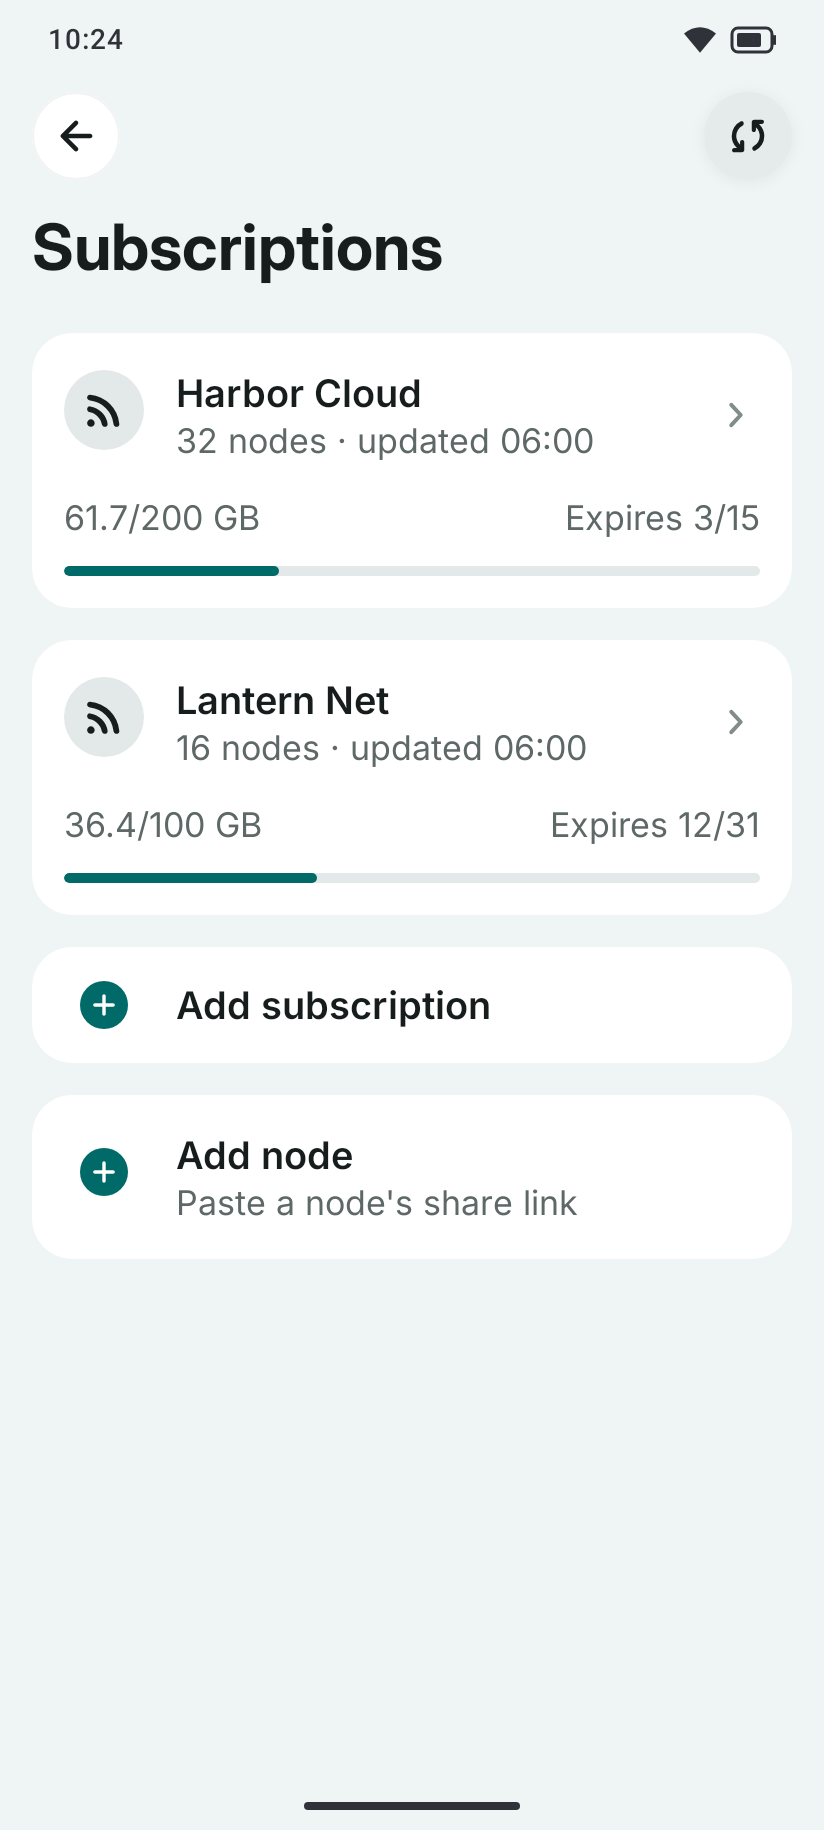 10:24
Subscriptions
Harbor Cloud
32 nodes · updated 06:00
61.7/200 GB
Expires 3/15
Lantern Net
16 nodes · updated 06:00
36.4/100 GB
Expires 12/31
Add subscription
Add node
Paste a node's share link